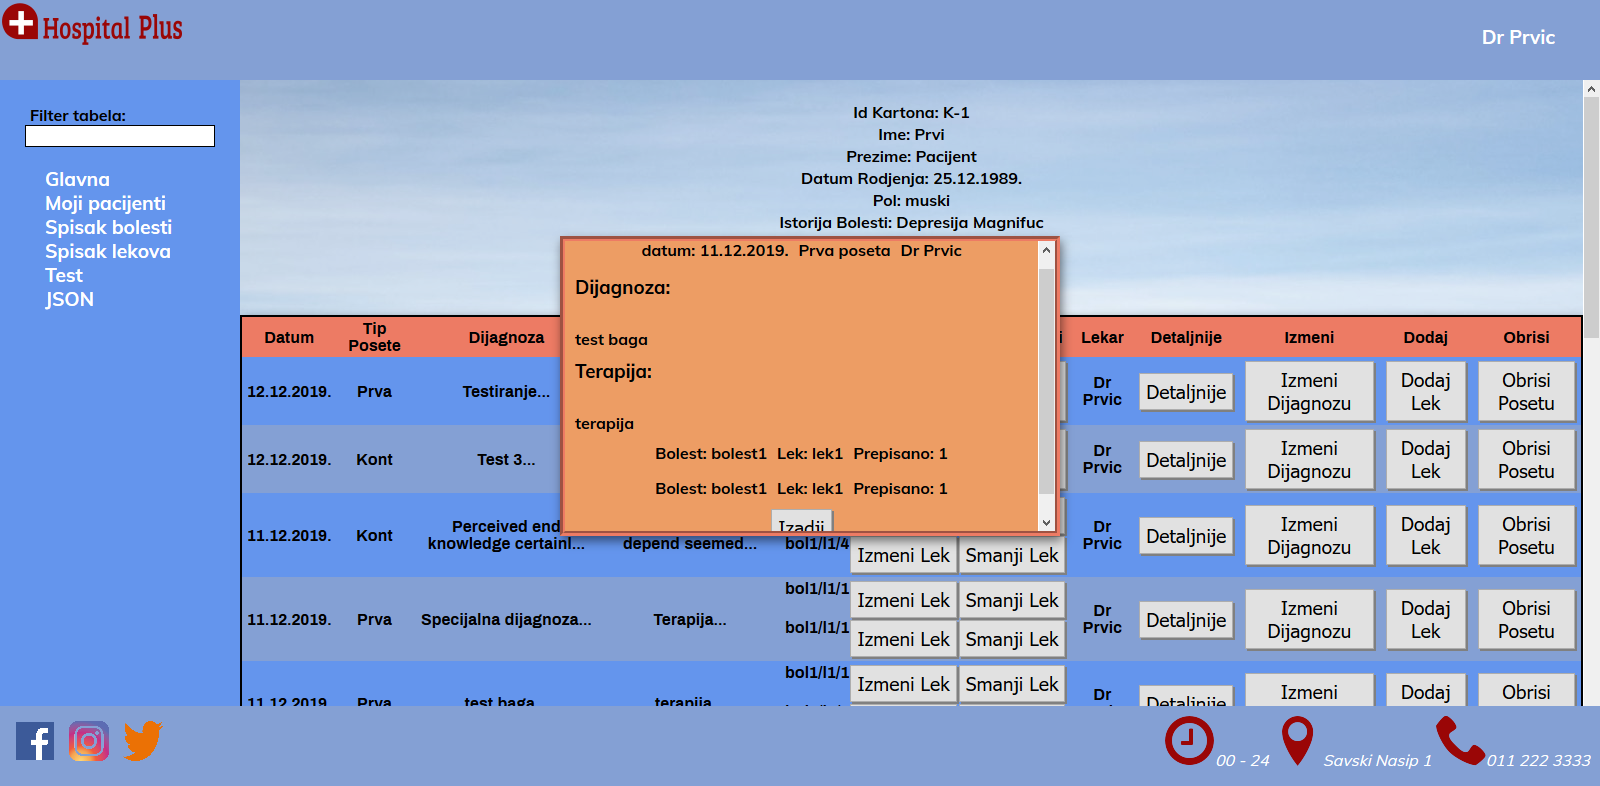 Hospital Plus
Dr Prvic
Filter tabela:
Glavna
Moji pacijenti
Spisak bolesti
Spisak lekova
Test
JSON
Id Kartona: K-1
Ime: Prvi
Prezime: Pacijent
Datum Rodjenja: 25.12.1989.
Pol: muski
Istorija Bolesti: Depresija Magnifuc
datum: 11.12.2019. Prva poseta Dr Prvic
Dijagnoza:
test baga
Terapija:
terapija
Bolest: bolest1 Lek: lek1 Prepisano: 1
Bolest: bolest1 Lek: lek1 Prepisano: 1
Izadji
Datum Tip Posete Dijagnoza Lekar Detaljnije Izmeni Dodaj Obrisi
12.12.2019. Prva Testiranje... Dr Prvic Detaljnije Izmeni Dijagnozu Dodaj Lek Obrisi Posetu
12.12.2019. Kont Test 3... Dr Prvic Detaljnije Izmeni Dijagnozu Dodaj Lek Obrisi Posetu
11.12.2019. Kont Perceived end knowledge certainl... depend seemed... bol1/l1/4 Izmeni Lek Smanji Lek Dr Prvic Detaljnije Izmeni Dijagnozu Dodaj Lek Obrisi Posetu
11.12.2019. Prva Specijalna dijagnoza... Terapija... bol1/l1/1 Izmeni Lek Smanji Lek bol1/l1/1 Izmeni Lek Smanji Lek Dr Prvic Detaljnije Izmeni Dijagnozu Dodaj Lek Obrisi Posetu
11.12.2019. Prva test baga terapija bol1/l1/1 Izmeni Lek Smanji Lek Dr Detaljnije Izmeni Dodaj Obrisi
00 - 24
Savski Nasip 1
011 222 3333